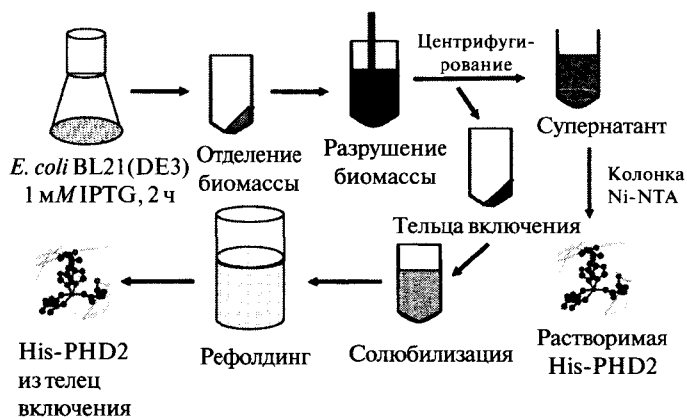 Центрифуги-
рование
E. coli BL21(DE3)
1 мМ IPTG, 2 ч
Отделение
биомассы
Разрушение
биомассы
Супернатант
Колонка
Ni-NTA
Тельца включения
His-PHD2
из телец
включения
Рефолдинг
Солюбилизация
Растворимая
His-PHD2